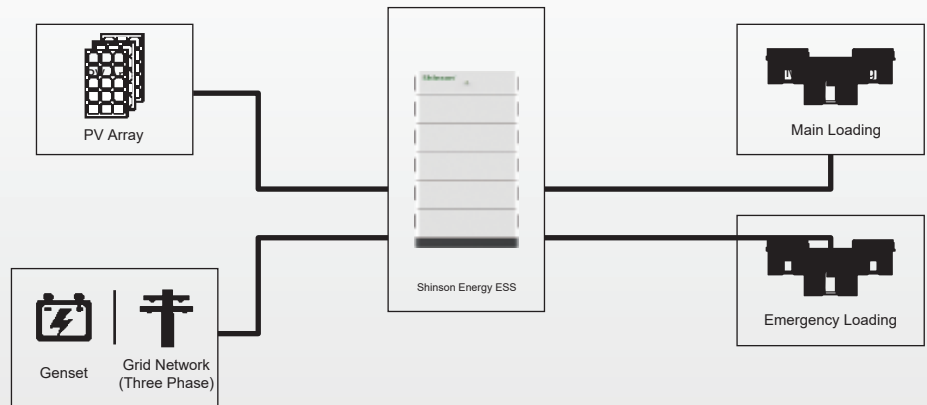 PV Array
Main Loading
Shinson Energy ESS
Emergency Loading
Genset
Grid Network
(Three Phase)